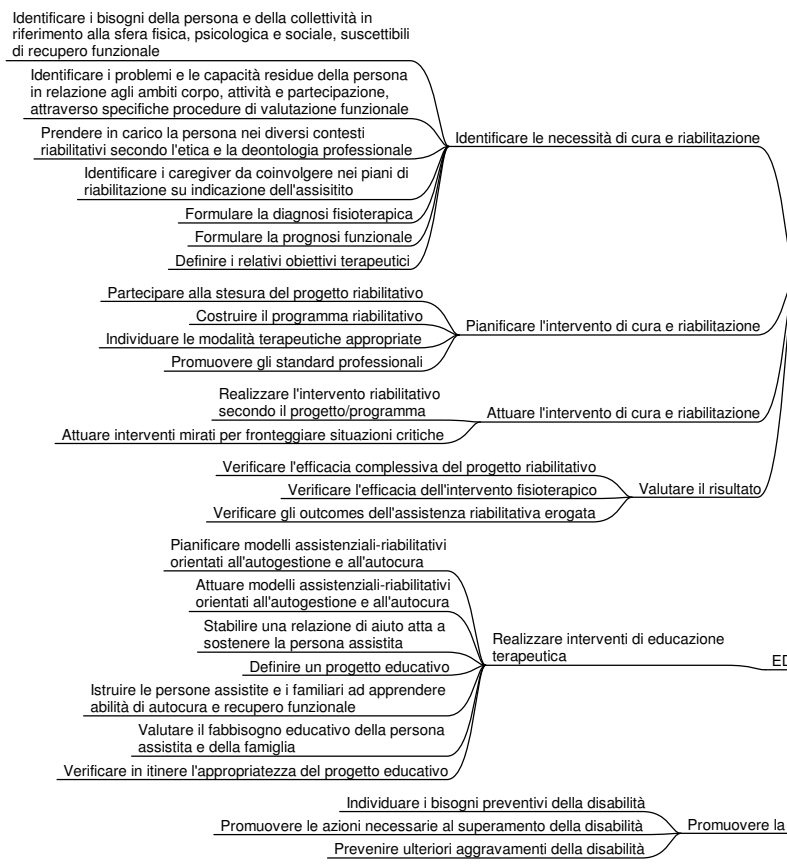 Identificare i bisogni della persona e della collettività in
riferimento alla sfera fisica, psicologica e sociale, suscettibili
di recupero funzionale
Identificare i problemi e le capacità residue della persona
in relazione agli ambiti corpo, attività e partecipazione,
attraverso specifiche procedure di valutazione funzionale
Prendere in carico la persona nei diversi contesti
riabilitativi secondo l'etica e la deontologia professionale
Identificare i caregiver da coinvolgere nei piani di
riabilitazione su indicazione dell'assisitito
Formulare la diagnosi fisioterapica
Formulare la prognosi funzionale
Definire i relativi obiettivi terapeutici
Identificare le necessità di cura e riabilitazione
Partecipare alla stesura del progetto riabilitativo
Costruire il programma riabilitativo
Individuare le modalità terapeutiche appropriate
Promuovere gli standard professionali
Pianificare l'intervento di cura e riabilitazione
Realizzare l'intervento riabilitativo
secondo il progetto/programma
Attuare interventi mirati per fronteggiare situazioni critiche
Attuare l'intervento di cura e riabilitazione
Verificare l'efficacia complessiva del progetto riabilitativo
Verificare l'efficacia dell'intervento fisioterapico
Verificare gli outcomes dell'assistenza riabilitativa erogata
Valutare il risultato
Pianificare modelli assistenziali-riabilitativi
orientati all'autogestione e all'autocura
Attuare modelli assistenziali-riabilitativi
orientati all'autogestione e all'autocura
Stabilire una relazione di aiuto atta a
sostenere la persona assistita
Definire un progetto educativo
Istruire le persone assistite e i familiari ad apprendere
abilità di autocura e recupero funzionale
Valutare il fabbisogno educativo della persona
assistita e della famiglia
Verificare in itinere l'appropriatezza del progetto educativo
Realizzare interventi di educazione
terapeutica
Individuare i bisogni preventivi della disabilità
Promuovere le azioni necessarie al superamento della disabilità
Prevenire ulteriori aggravamenti della disabilità
Promuovere la